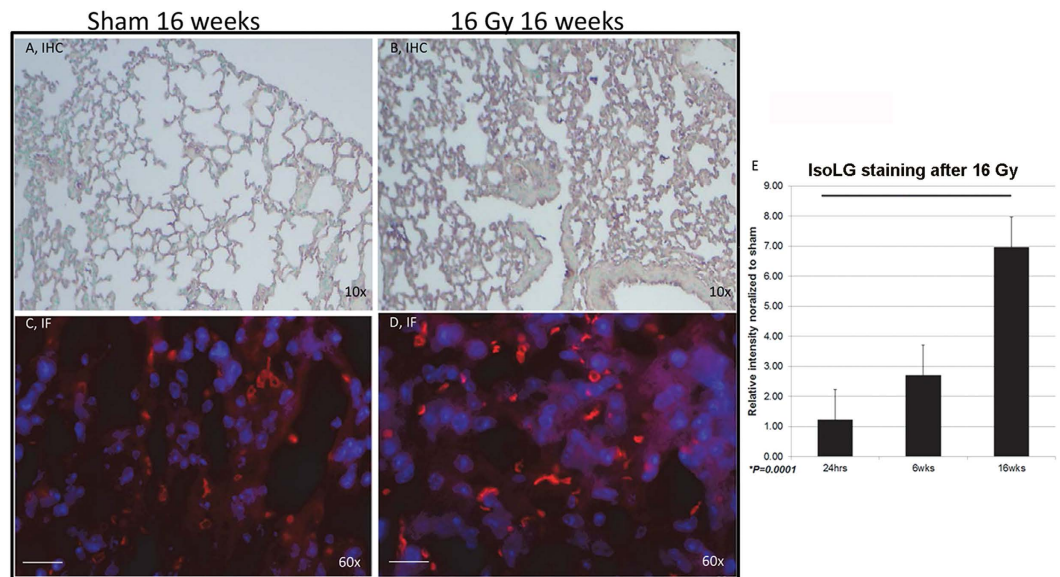 Sham 16 weeks
16 Gy 16 weeks
A, IHC
10x
B, IHC
10x
C, IF
60x
D, IF
60x
E
IsoLG staining after 16 Gy
Relative intensity noralized to sham
9.00
8.00
7.00
6.00
5.00
4.00
3.00
2.00
1.00
0.00
24hrs
6wks
16wks
*P=0.0001